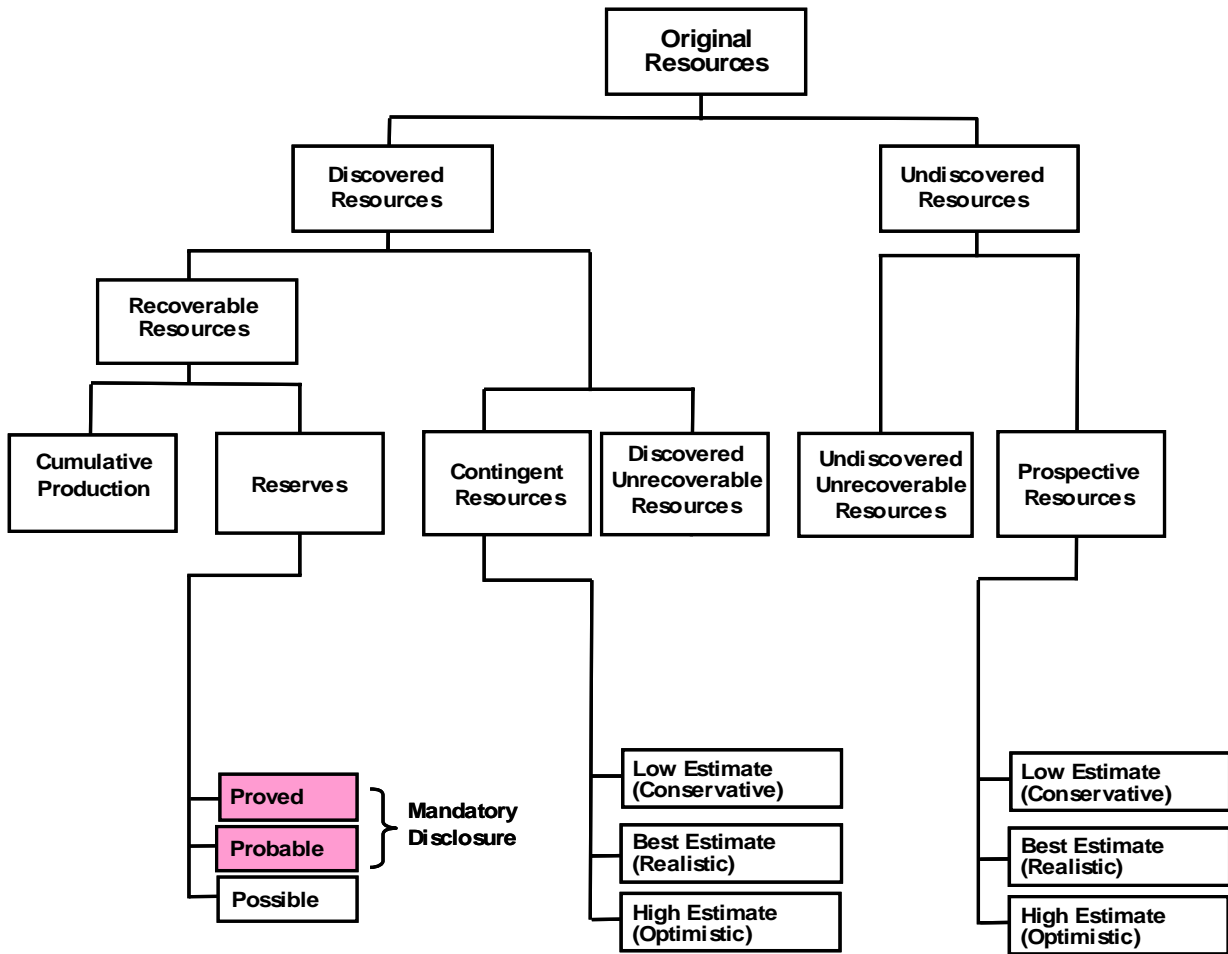 Original
Resources
Discovered
Resources
Undiscovered
Resources
Recoverable
Resources
Cumulative
Production
Reserves
Contingent
Resources
Discovered
Unrecoverable
Resources
Undiscovered
Unrecoverable
Resources
Prospective
Resources
Proved
Probable
Possible
Mandatory
Disclosure
Low Estimate
(Conservative)
Best Estimate
(Realistic)
High Estimate
(Optimistic)
Low Estimate
(Conservative)
Best Estimate
(Realistic)
High Estimate
(Optimistic)